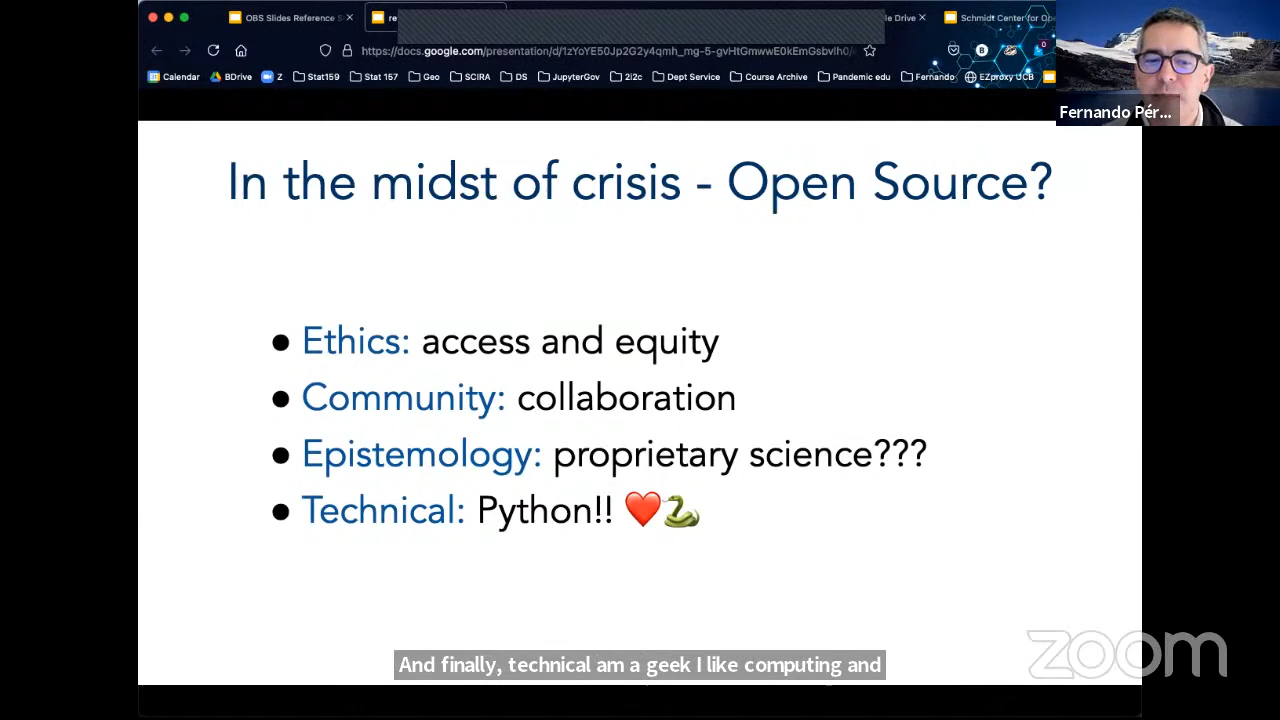 OBS Slides Reference S
re
le Drive
Schmidt Center for Ope
https://docs.google.com/presentation/d/1zYoYE50Jp2G2y4qmh_mg-5-gvHtGmwwE0kEmGsbvlh0/
B
0
Calendar BDrive Z Stat159 Stat 157 Geo SCIRA DS JupyterGov 2i2c Dept Service Course Archive Pandemic edu Fernando EZproxy UCB
Fernando Pér...
In the midst of crisis - Open Source?
● Ethics: access and equity
● Community: collaboration
● Epistemology: proprietary science???
● Technical: Python!! ❤️🐍
And finally, technical am a geek I like computing and
zoom